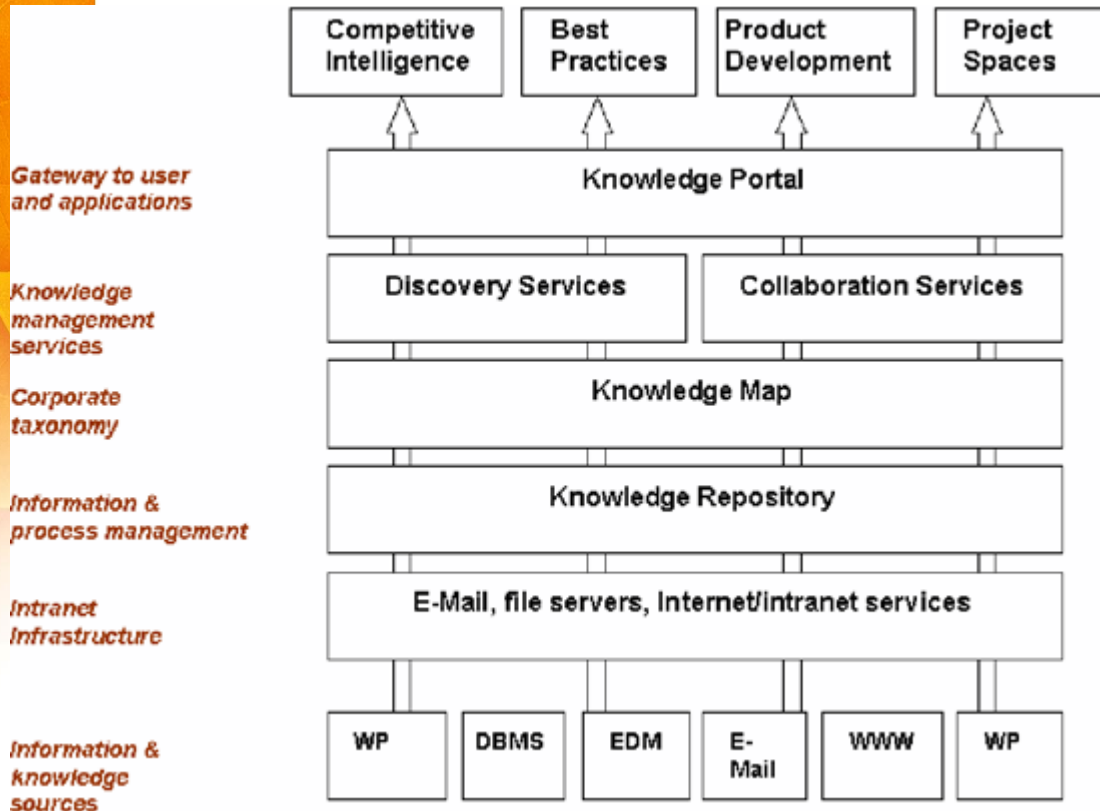 Competitive
Intelligence
Best
Practices
Product
Development
Project
Spaces
Gateway to user
and applications
Knowledge Portal
Knowledge
management
services
Discovery Services
Collaboration Services
Corporate
taxonomy
Knowledge Map
Information &
process management
Knowledge Repository
Intranet
Infrastructure
E-Mail, file servers, Internet/intranet services
Information &
knowledge
sources
WP
DBMS
EDM
E-
Mail
WWW
WP